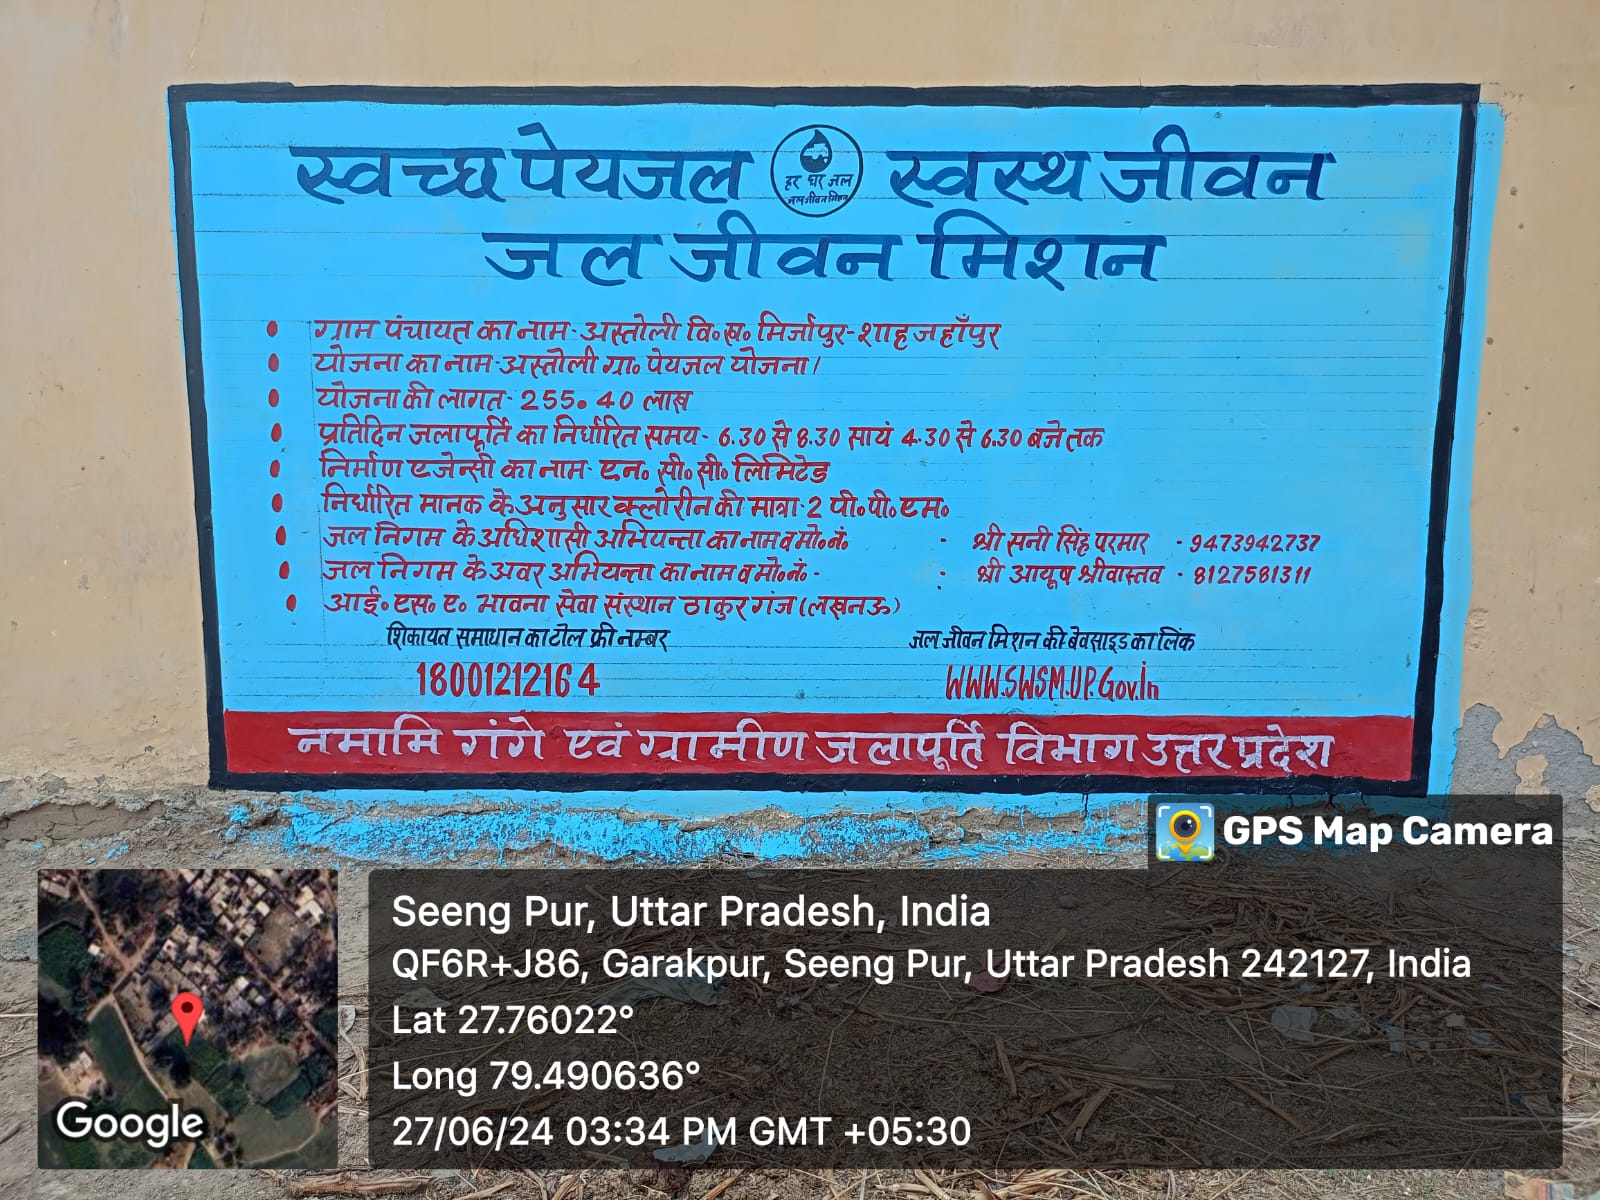 स्वच्छ पेयजल हर घर जल जल जीवन मिशन स्वस्थ जीवन
जल जीवन मिशन
• ग्राम पंचायत का नाम- अस्तोली वि०ख० मिर्जापुर-शाहजहाँपुर
• योजना का नाम- अस्तोली ग्रा० पेयजल योजना।
• योजना की लागत- 255.40 लाख
• प्रतिदिन जलापूर्ति का निर्धारित समय- 6.30 से 8.30 सायं 4.30 से 6.30 बजे तक
• निर्माण एजेन्सी का नाम- एन० सी० सी० लिमिटेड
• निर्धारित मानक के अनुसार क्लोरीन की मात्रा- 2 पी०पी०एम०
• जल निगम के अधिशासी अभियन्ता का नाम व मो० नं० - श्री सनी सिंह परमार - 9473942737
• जल निगम के अवर अभियन्ता का नाम व मो० नं० - : श्री आयूष श्रीवास्तव - 8127581311
• आई० एस० ए० भावना सेवा संस्थान ठाकुर गंज (लखनऊ)
शिकायत समाधान का टोल फ्री नम्बर जल जीवन मिशन की बेवसाइड का लिंक
18001212164 WWW.SWSM.UP.Gov.in
नमामि गंगे एवं ग्रामीण जलापूर्ति विभाग उत्तर प्रदेश
GPS Map Camera
Seeng Pur, Uttar Pradesh, India
QF6R+J86, Garakpur, Seeng Pur, Uttar Pradesh 242127, India
Lat 27.76022°
Long 79.490636°
27/06/24 03:34 PM GMT +05:30
Google